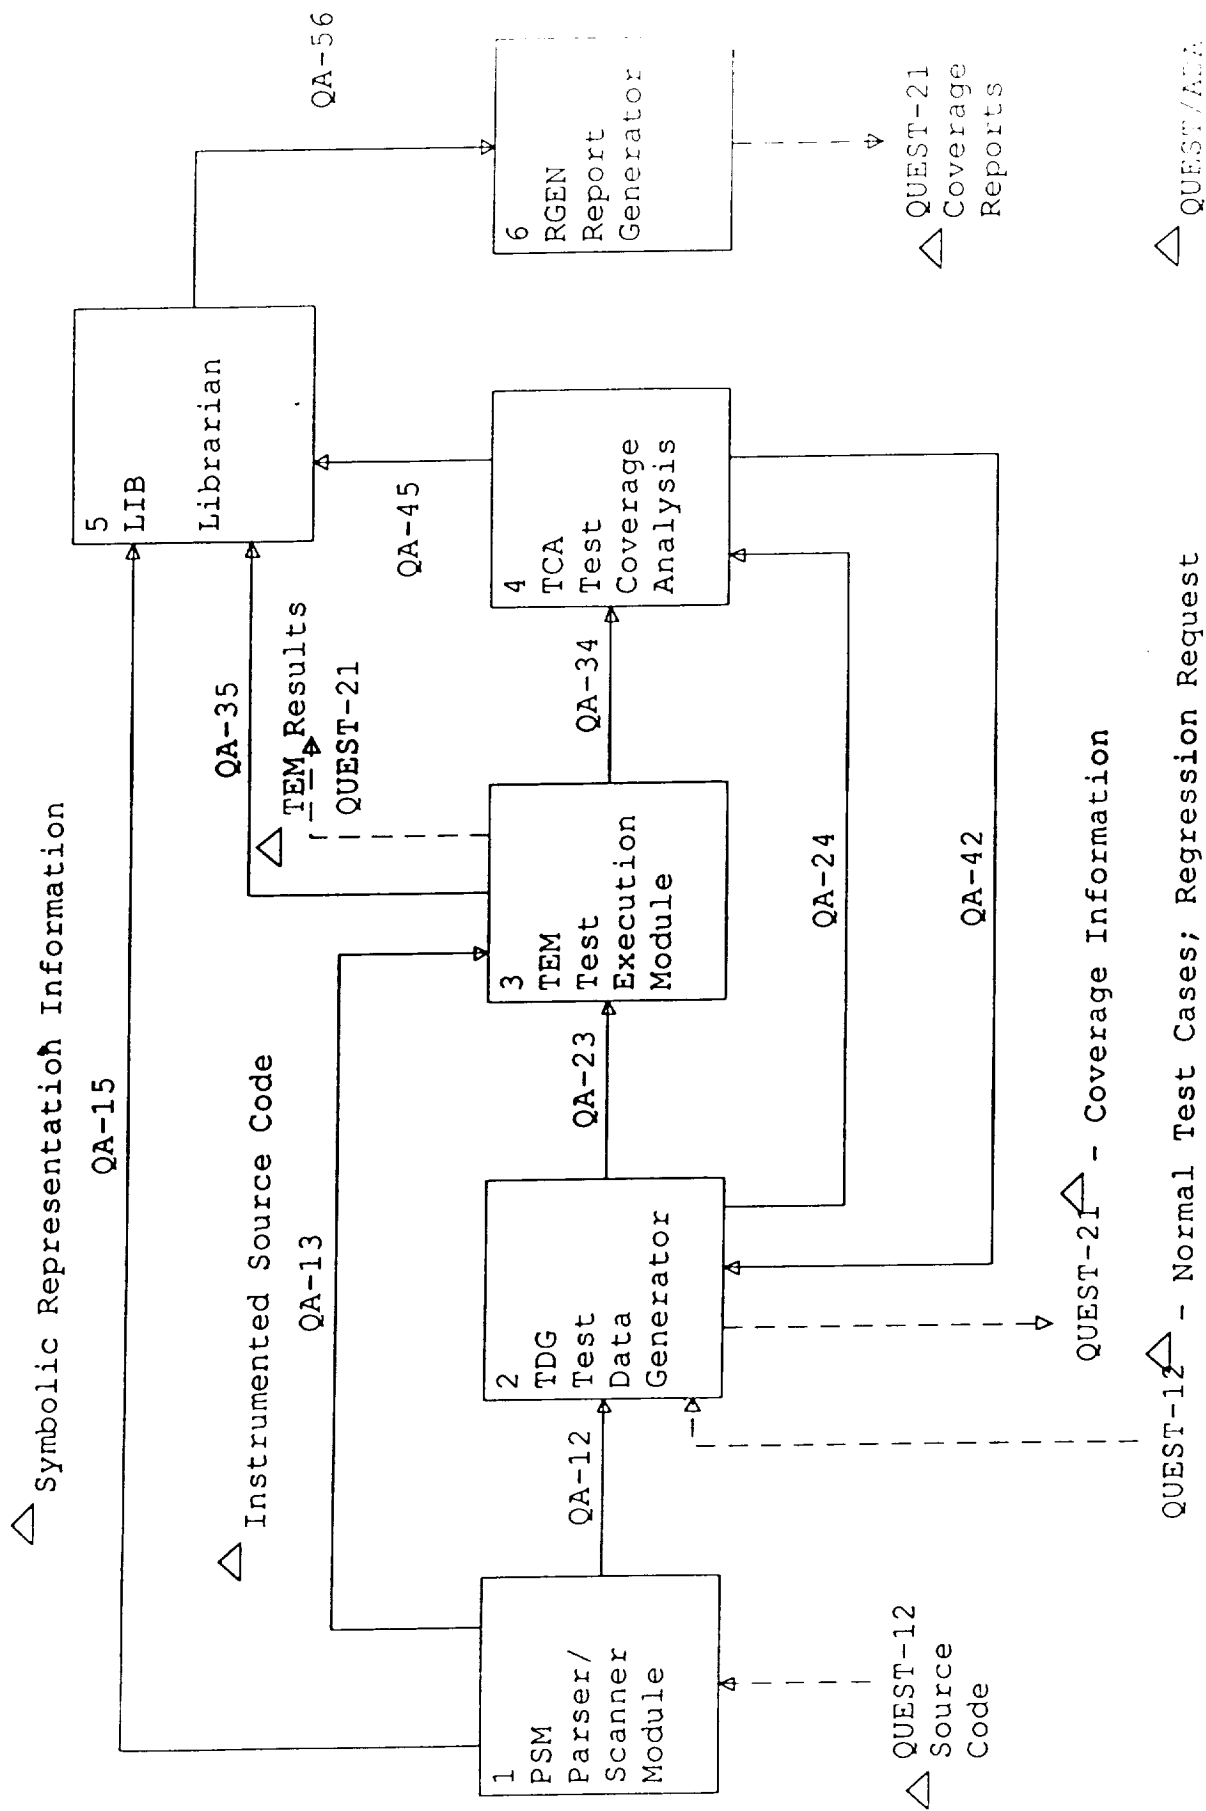 Symbolic Representation Information
QA-15
Instrumented Source Code
QA-13
QA-35
TEM Results
QUEST-21
QA-56
5
LIB
Librarian
QA-45
1
PSM
Parser/
Scanner
Module
QA-12
2
TDG
Test
Data
Generator
QA-23
3
TEM
Test
Execution
Module
QA-34
4
TCA
Test
Coverage
Analysis
6
RGEN
Report
Generator
QA-24
QA-42
QUEST-12
Source
Code
QUEST-21 - Coverage Information
QUEST-21
Coverage
Reports
QUEST-12 - Normal Test Cases; Regression Request
QUEST/ADA